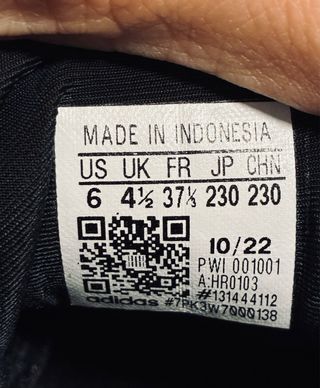 MADE IN INDONESIA
US UK FR JP CHN
6 4½ 37⅓ 230 230
10/22
PWI 001001
A:HR0103
#131444112
adidas #7PK3W7000138